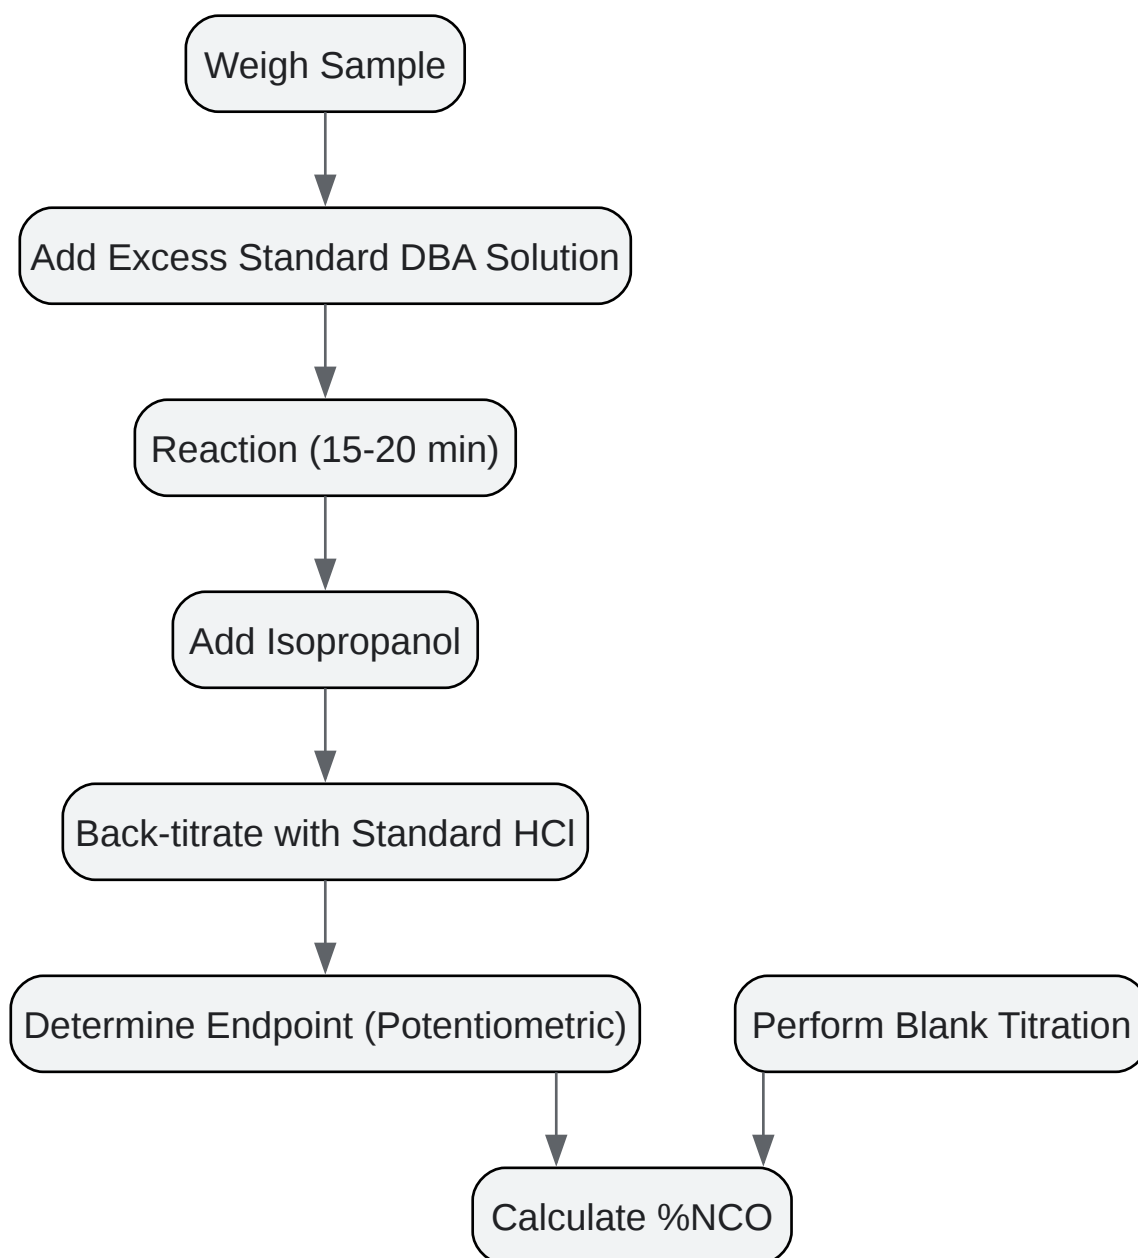 Weigh Sample
Add Excess Standard DBA Solution
Reaction (15-20 min)
Add Isopropanol
Back-titrate with Standard HCl
Determine Endpoint (Potentiometric)
Perform Blank Titration
Calculate %NCO